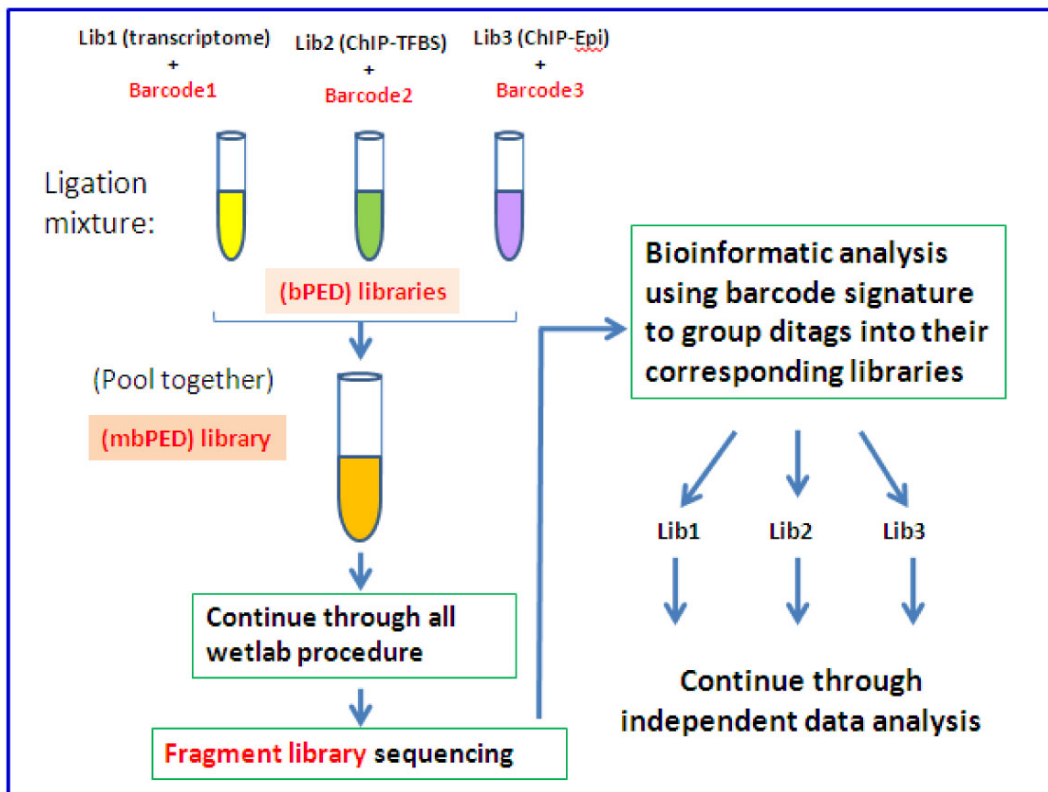 Lib1 (transcriptome)
+
Barcode1
Lib2 (ChIP-TFBS)
+
Barcode2
Lib3 (ChIP-Epi)
+
Barcode3
Ligation
mixture:
(bPED) libraries
(Pool together)
(mbPED) library
Continue through all
wetlab procedure
Fragment library sequencing
Bioinformatic analysis
using barcode signature
to group ditags into their
corresponding libraries
Lib1
Lib2
Lib3
Continue through
independent data analysis